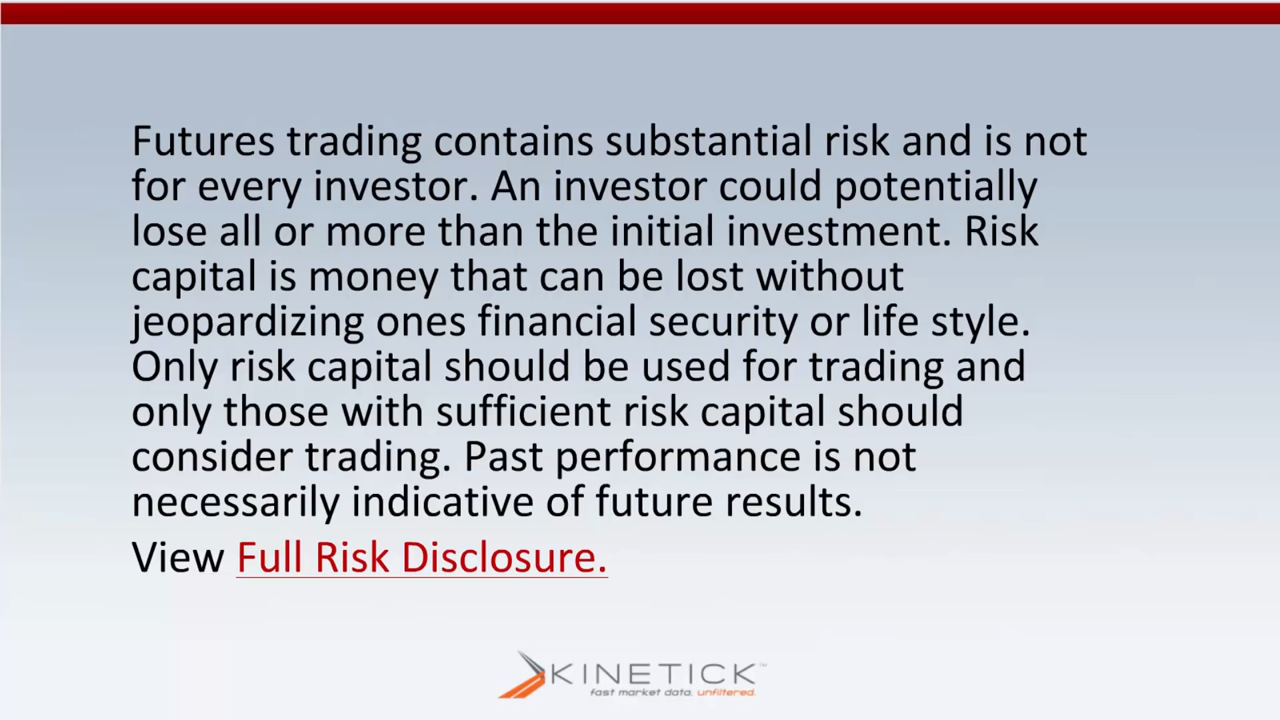 Futures trading contains substantial risk and is not
for every investor. An investor could potentially
lose all or more than the initial investment. Risk
capital is money that can be lost without
jeopardizing ones financial security or life style.
Only risk capital should be used for trading and
only those with sufficient risk capital should
consider trading. Past performance is not
necessarily indicative of future results.
View Full Risk Disclosure.
KINETICK™
fast market data. unfiltered.